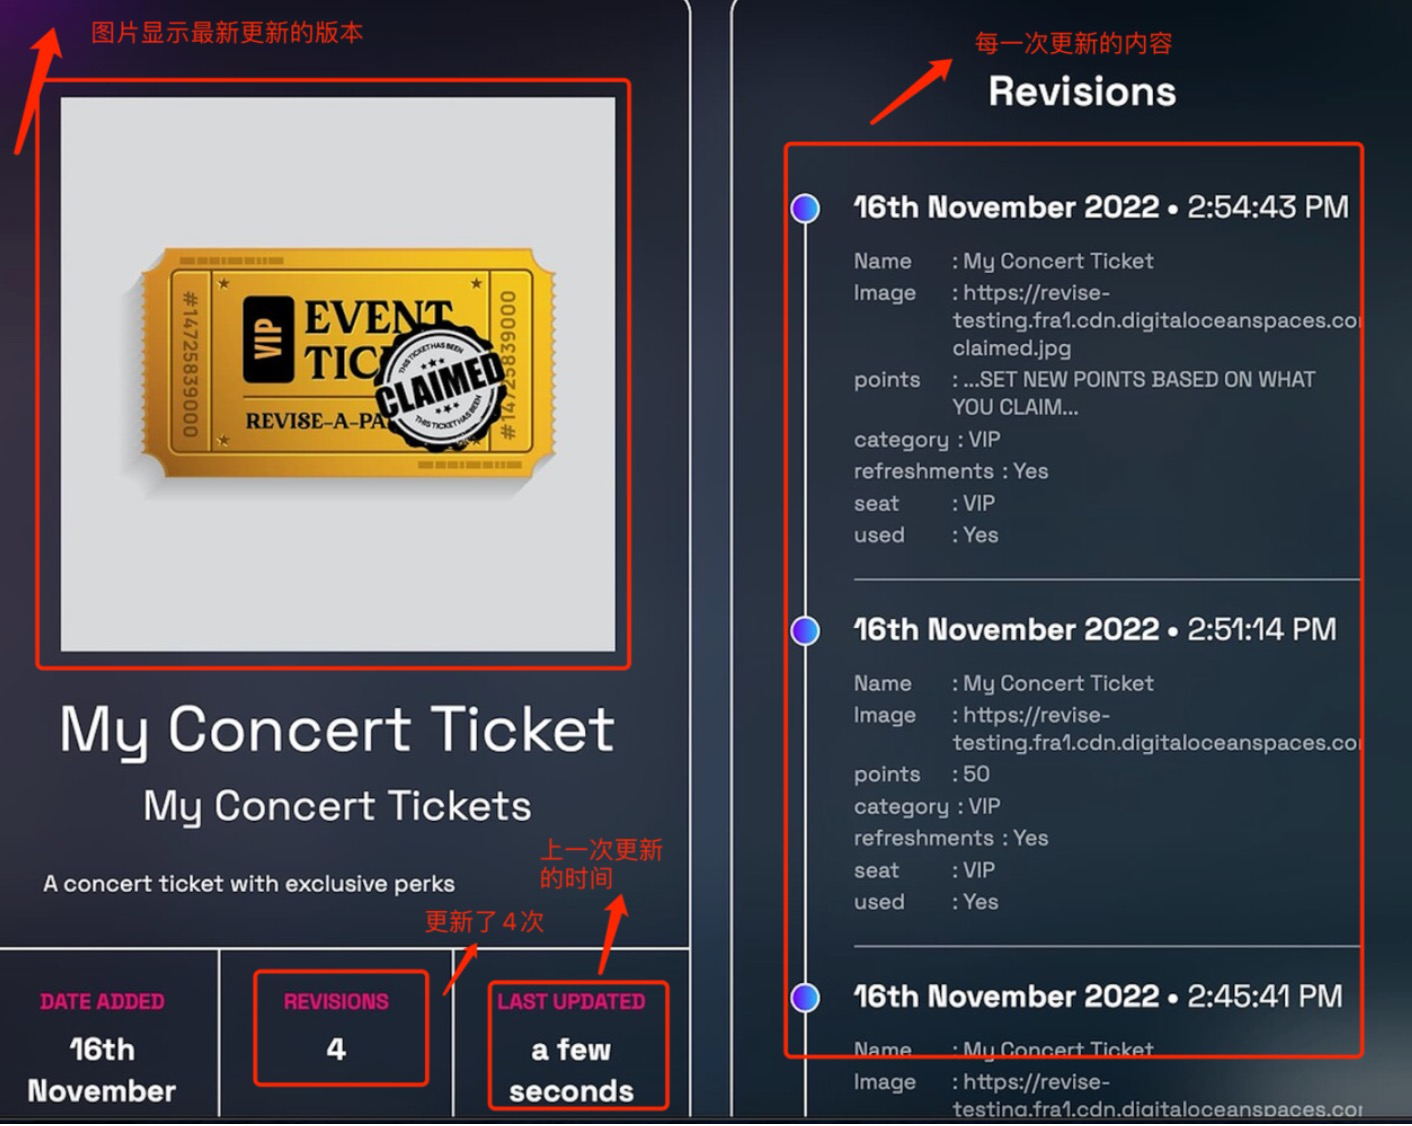 图片显示最新更新的版本
VIP
EVENT
TIC
REVISE-A-PA
#1472583900
#14725839000
THIS TICKET HAS BEEN
CLAIMED
THIS TICKET HAS BEEN
My Concert Ticket
My Concert Tickets
上一次更新
的时间
A concert ticket with exclusive perks
更新了4次
DATE ADDED
16th
November
REVISIONS
4
LAST UPDATED
a few
seconds
每一次更新的内容
Revisions
16th November 2022 • 2:54:43 PM
Name : My Concert Ticket
Image : https://revise-
testing.fra1.cdn.digitaloceanspaces.co
claimed.jpg
points : ...SET NEW POINTS BASED ON WHAT
YOU CLAIM...
category : VIP
refreshments : Yes
seat : VIP
used : Yes
16th November 2022 • 2:51:14 PM
Name : My Concert Ticket
Image : https://revise-
testing.fra1.cdn.digitaloceanspaces.co
points : 50
category : VIP
refreshments : Yes
seat : VIP
used : Yes
16th November 2022 • 2:45:41 PM
Name : My Concert Ticket
Image : https://revise-
testing.fra1.cdn.digitaloceanspaces.co